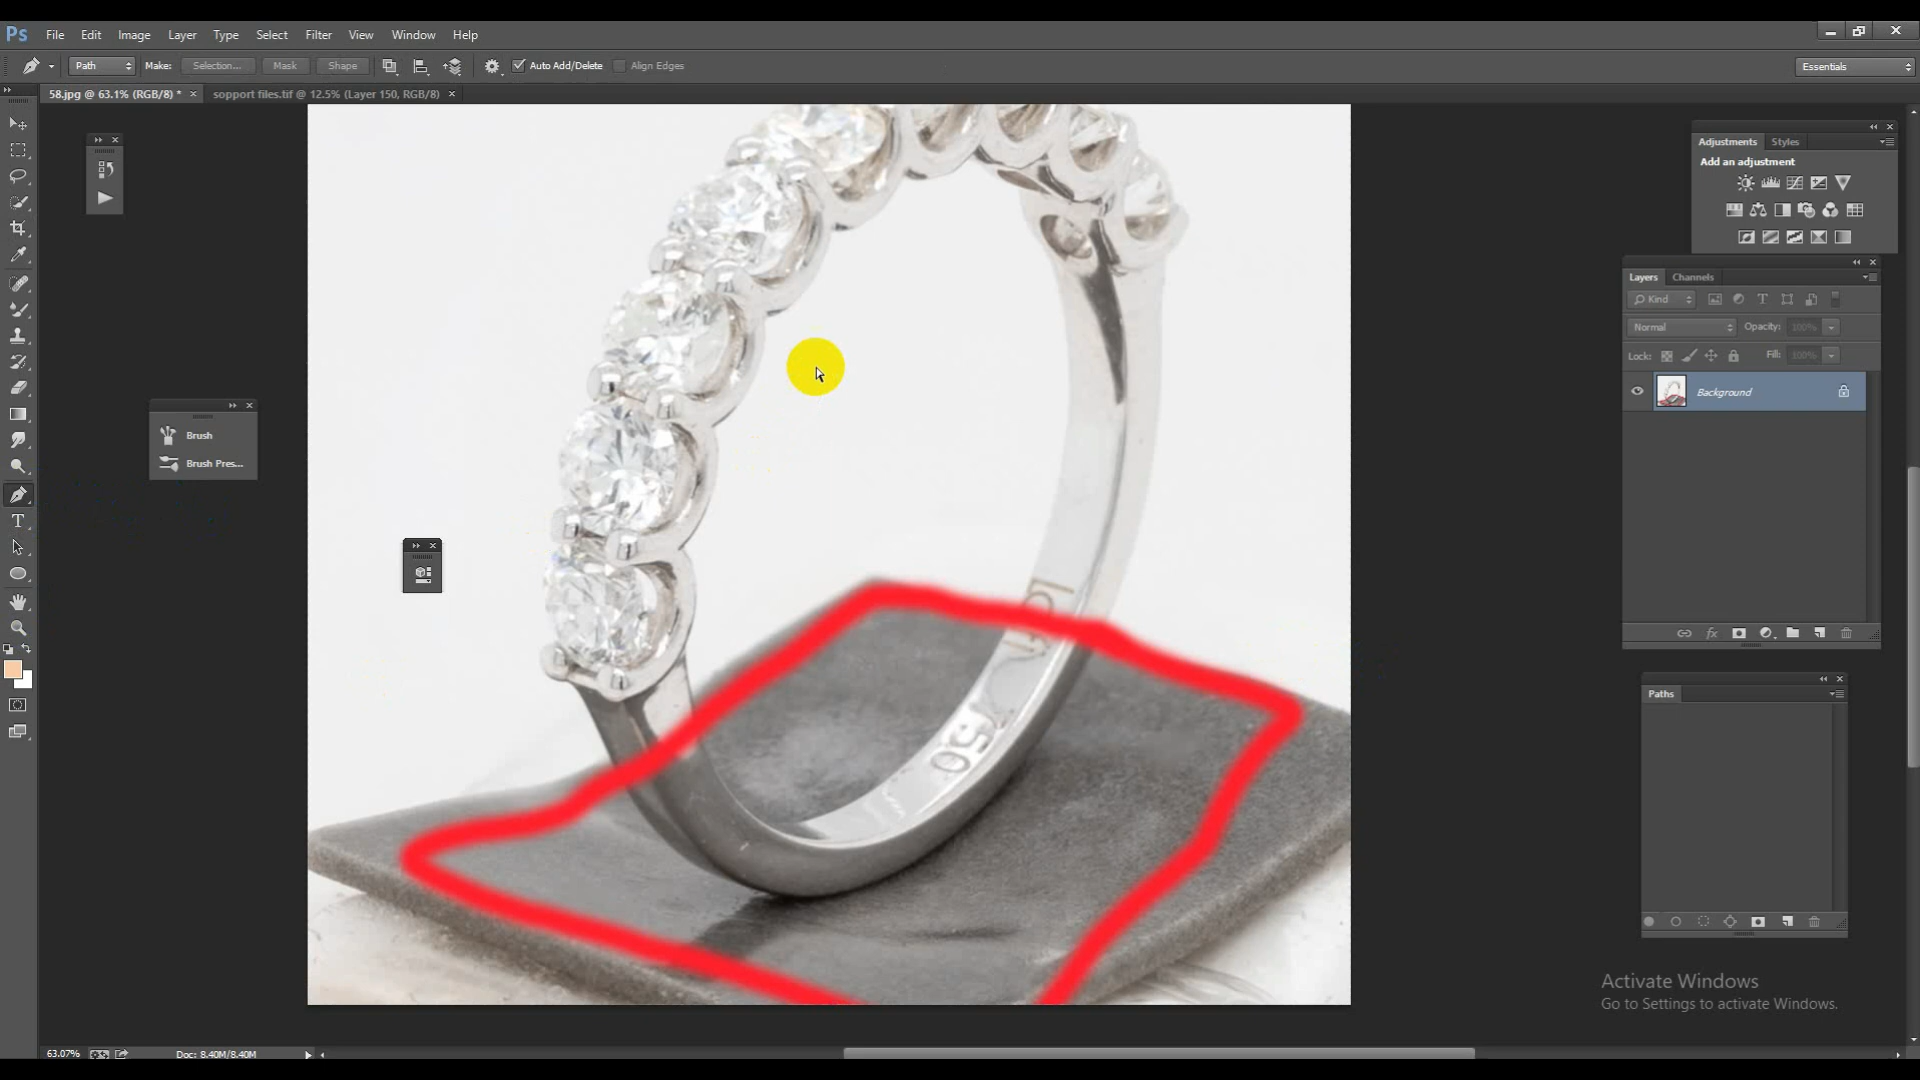 Ps File Edit Image Layer Type Select Filter View Window Help
Path Make: Selection... Mask Shape Auto Add/Delete Align Edges Essentials
58.jpg @ 63.1% (RGB/8) * × sopport files.tif @ 12.5% (Layer 150, RGB/8) ×
Adjustments Styles
Add an adjustment
Layers Channels
Kind
Normal Opacity: 100%
Lock: Fill: 100%
Background
Brush
Brush Pres...
T
50
Paths
Activate Windows
Go to Settings to activate Windows.
63.07% Doc: 8.40M/8.40M